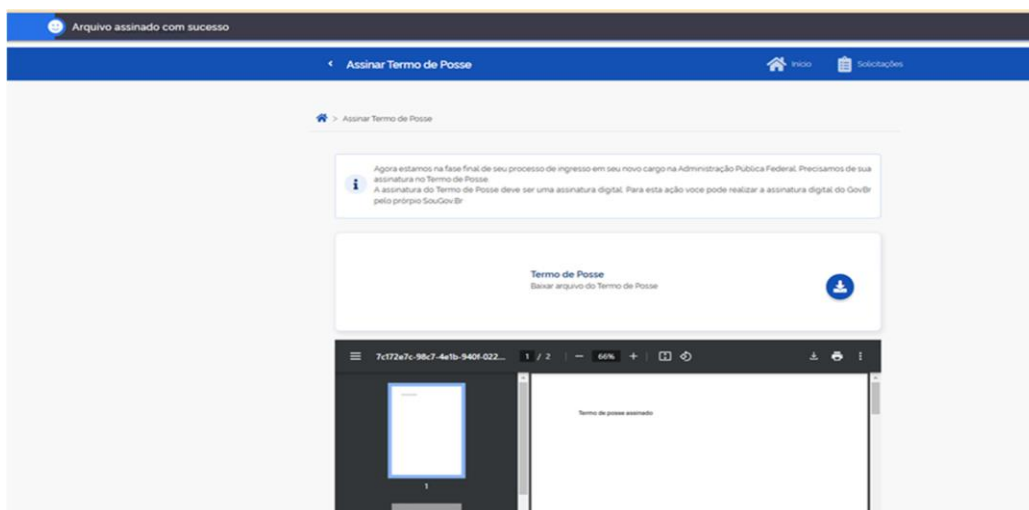 Arquivo assinado com sucesso
Assinar Termo de Posse
Início
Solicitações
> Assinar Termo de Posse
Agora estamos na fase final de seu processo de ingresso em seu novo cargo na Administração Pública Federal. Precisamos de sua
assinatura no Termo de Posse.
A assinatura do Termo de Posse deve ser uma assinatura digital. Para esta ação voce pode realizar a assinatura digital do GovBr
pelo prórpio SouGov.Br
Termo de Posse
Baixar arquivo do Termo de Posse
7c172e7c-98c7-4e1b-940f-022... 1 / 2 66%
Termo de posse assinado
1